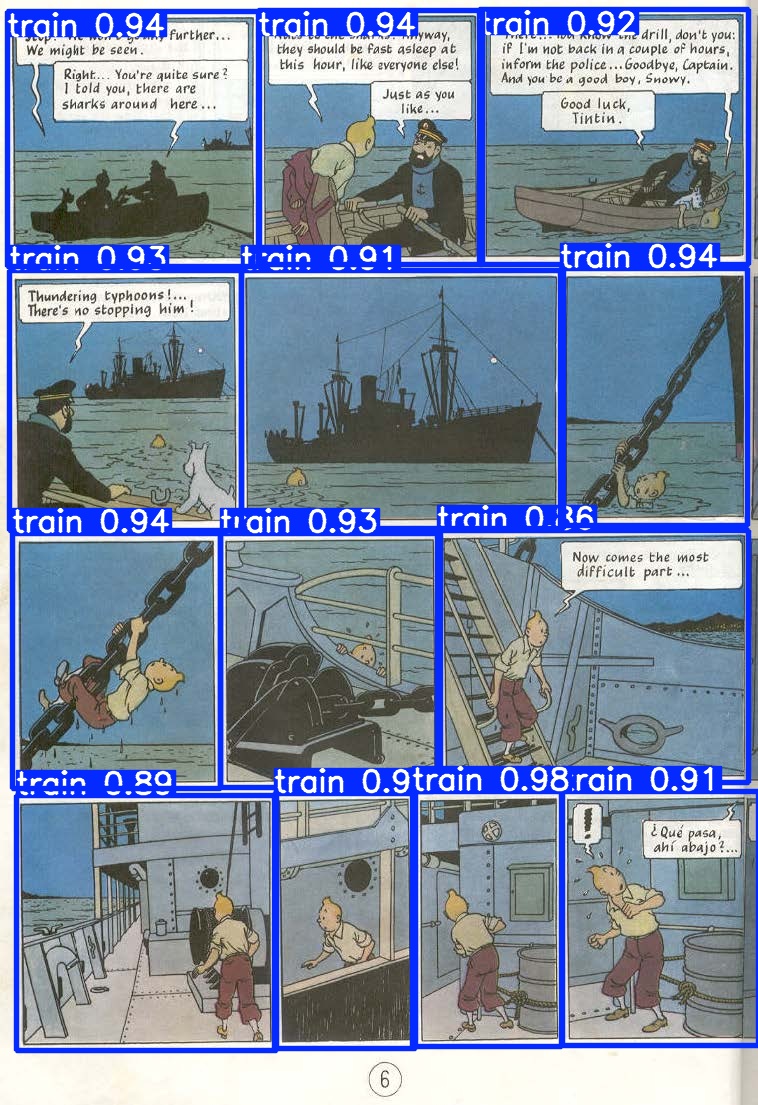 train 0.94
further...
We might be seen.
Right... You're quite sure?
I told you, there are
sharks around here...
train 0.94
Anyway,
they should be fast asleep at
this hour, like everyone else!
Just as you
like...
train 0.92
know the drill, don't you:
if I'm not back in a couple of hours,
inform the police... Goodbye, Captain.
And you be a good boy, Snowy.
Good luck,
Tintin.
train 0.93
Thundering typhoons!...
There's no stopping him!
train 0.91
train 0.94
train 0.94
train 0.93
train 0.86
Now comes the most
difficult part...
train 0.89
train 0.9
train 0.98
train 0.91
!
¿Qué pasa,
ahí abajo?...
6